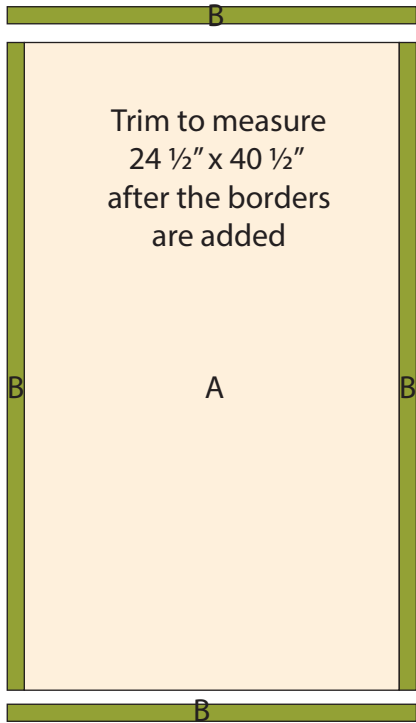 B
Trim to measure
24 ½” x 40 ½”
after the borders
are added
B A B
B